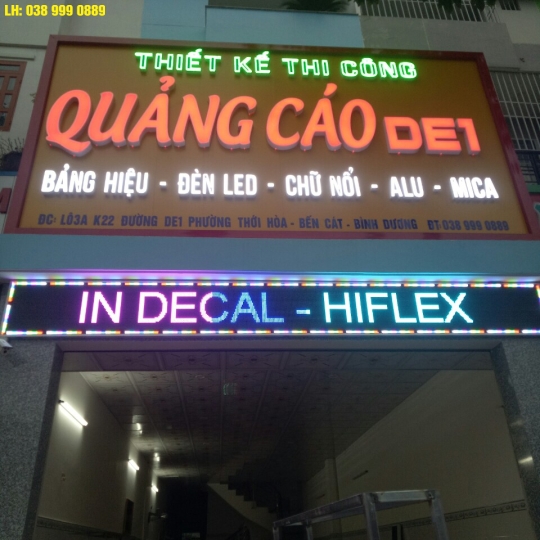 LH: 038 999 0889
THIẾT KẾ THI CÔNG
QUẢNG CÁO DE1
BẢNG HIỆU - ĐÈN LED - CHỮ NỔI - ALU - MICA
ĐC: LÔ3A K22 ĐƯỜNG DE1 PHƯỜNG THỚI HÒA - BẾN CÁT - BÌNH DƯƠNG ĐT:038 999 0889
IN DECAL - HIFLEX